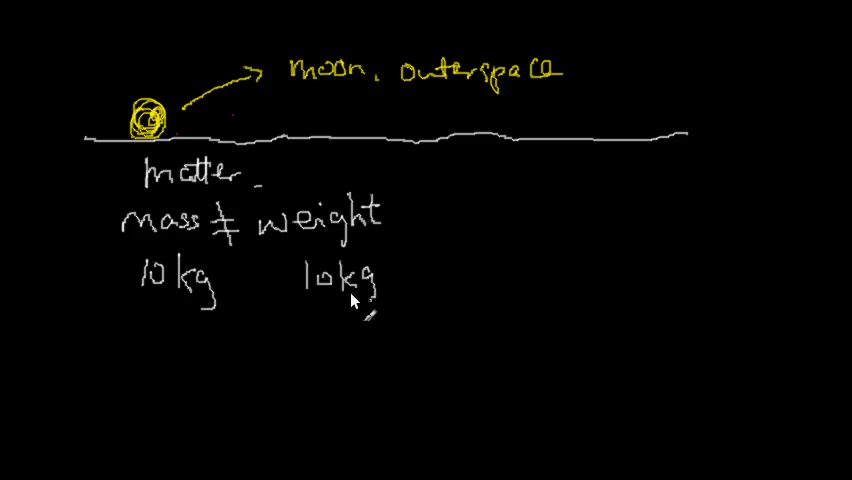 moon, outerspace
matter.
mass ≠ weight
10kg 10kg